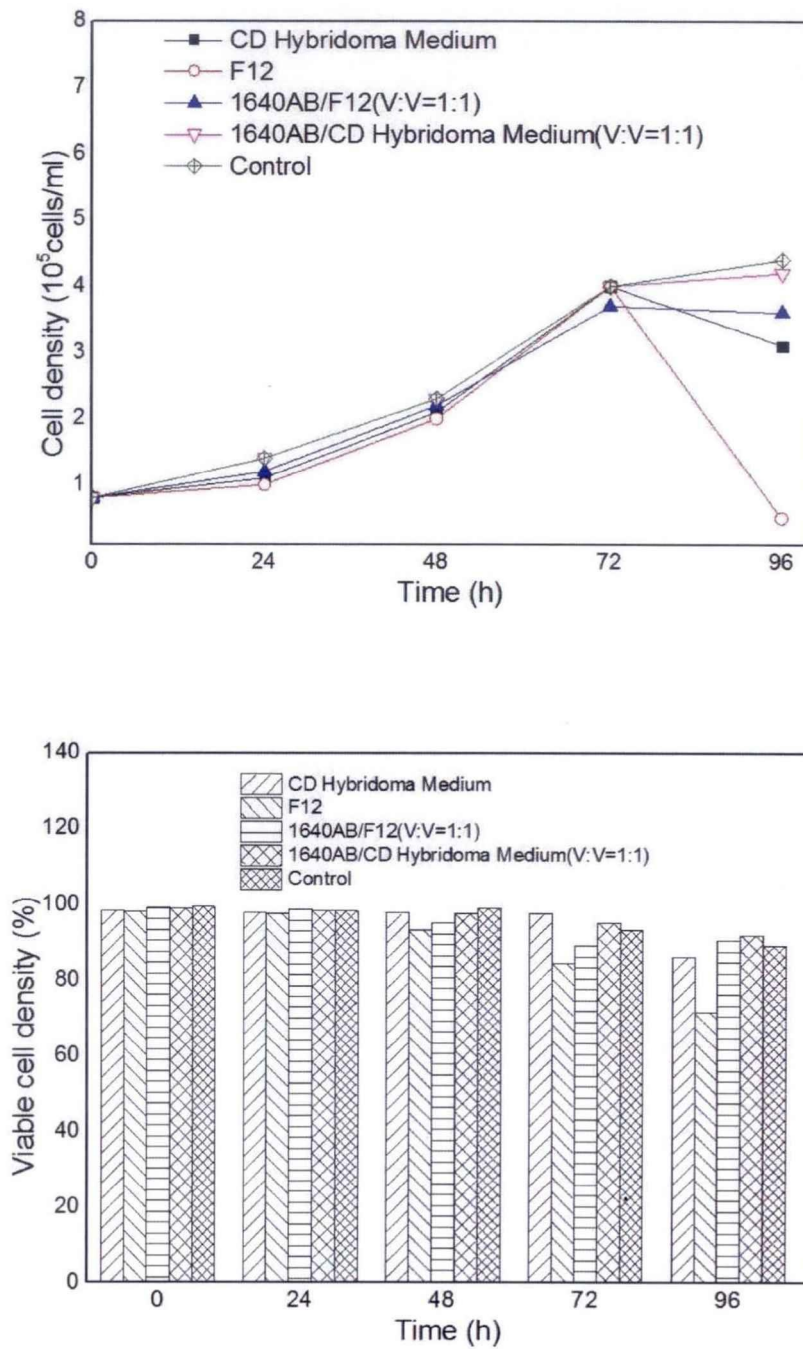 8
7
6
5
4
3
2
1
Cell density (10⁵cells/ml)
CD Hybridoma Medium
F12
1640AB/F12(V:V=1:1)
1640AB/CD Hybridoma Medium(V:V=1:1)
Control
0 24 48 72 96
Time (h)
140
120
100
80
60
40
20
0
Viable cell density (%)
CD Hybridoma Medium
F12
1640AB/F12(V:V=1:1)
1640AB/CD Hybridoma Medium(V:V=1:1)
Control
0 24 48 72 96
Time (h)